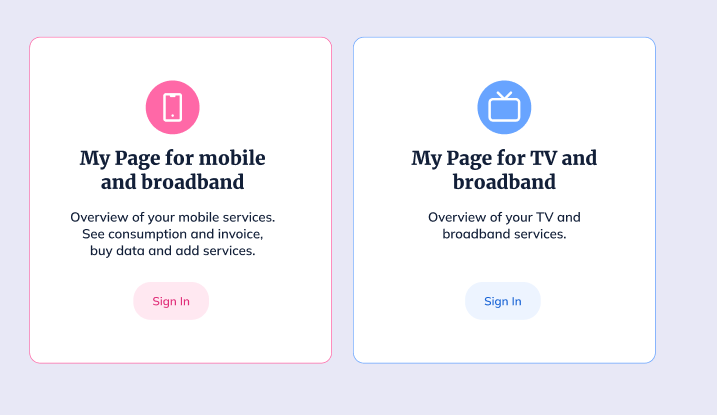 My Page for mobile
and broadband
Overview of your mobile services.
See consumption and invoice,
buy data and add services.
Sign In
My Page for TV and
broadband
Overview of your TV and
broadband services.
Sign In